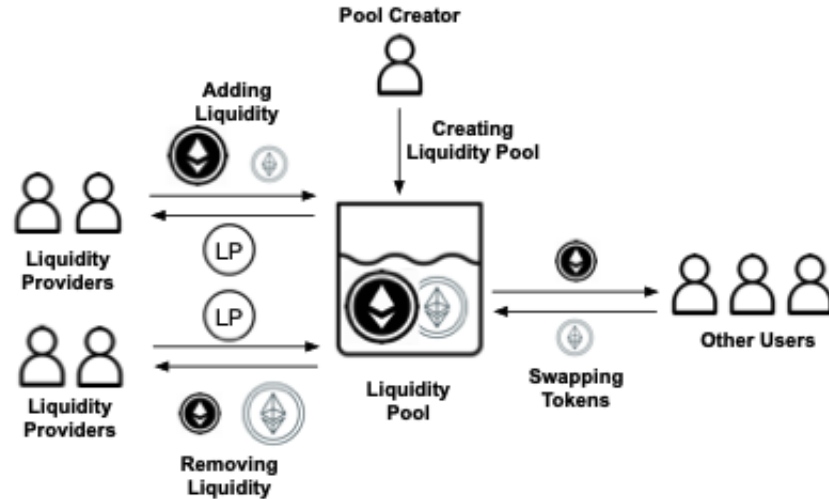 Pool Creator
Adding
Liquidity
Creating
Liquidity Pool
LP
Liquidity
Providers
LP
Other Users
Liquidity
Pool
Swapping
Tokens
Liquidity
Providers
Removing
Liquidity